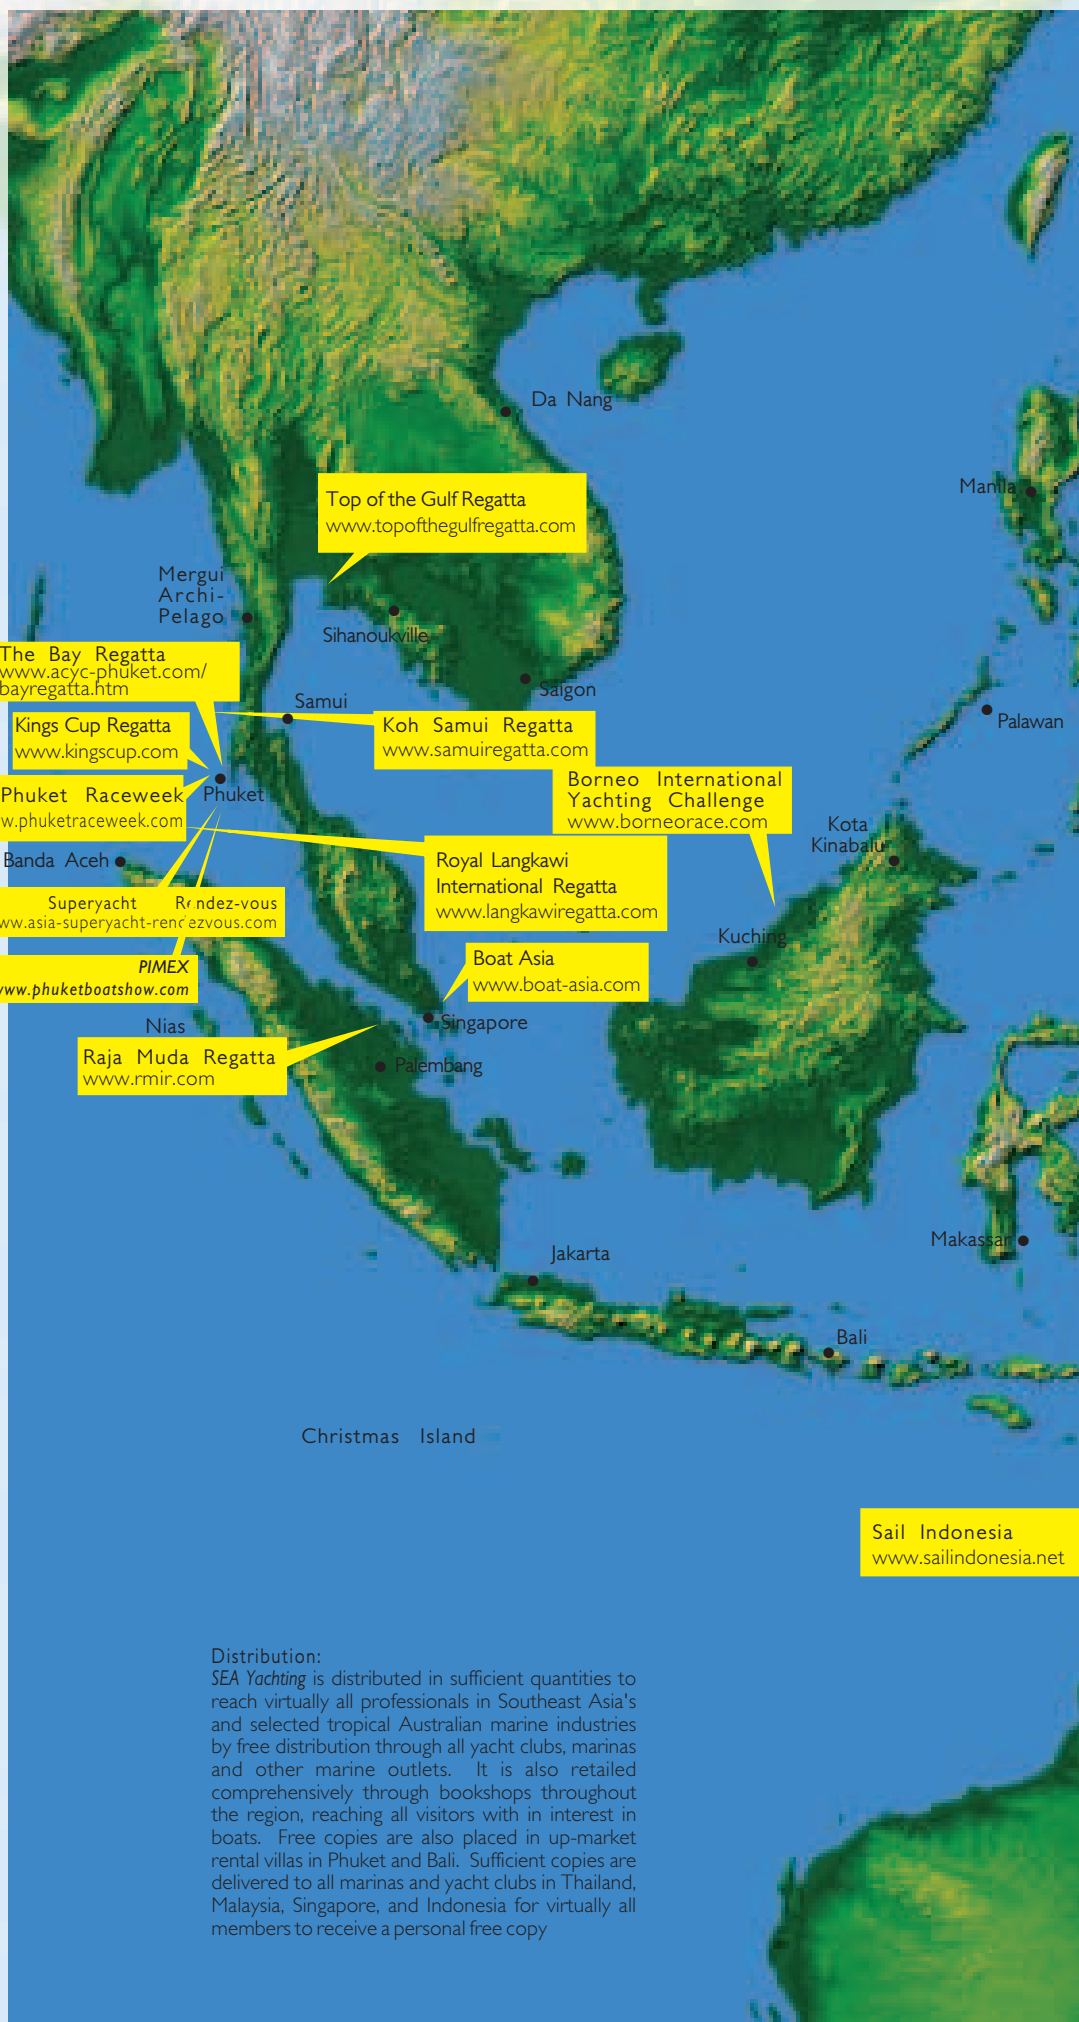 Da Nang
Manila
Top of the Gulf Regatta
www.topofthegulfregatta.com
Mergui
Archi-
Pelago
Sihanoukville
The Bay Regatta
www.acyc-phuket.com/
bayregatta.htm
Saigon
Samui
Palawan
Kings Cup Regatta
www.kingscup.com
Koh Samui Regatta
www.samuiregatta.com
Phuket Raceweek
w.phuketraceweek.com
Phuket
Borneo International
Yachting Challenge
www.borneorace.com
Kota
Kinabalu
Banda Aceh
Royal Langkawi
International Regatta
www.langkawiregatta.com
Superyacht Rendez-vous
ww.asia-superyacht-rendezvous.com
Kuching
Boat Asia
www.boat-asia.com
PIMEX
www.phuketboatshow.com
Nias
Singapore
Raja Muda Regatta
www.rmir.com
Palembang
Makassar
Jakarta
Bali
Christmas Island
Sail Indonesia
www.sailindonesia.net
Distribution:
SEA Yachting is distributed in sufficient quantities to
reach virtually all professionals in Southeast Asia's
and selected tropical Australian marine industries
by free distribution through all yacht clubs, marinas
and other marine outlets. It is also retailed
comprehensively through bookshops throughout
the region, reaching all visitors with in interest in
boats. Free copies are also placed in up-market
rental villas in Phuket and Bali. Sufficient copies are
delivered to all marinas and yacht clubs in Thailand,
Malaysia, Singapore, and Indonesia for virtually all
members to receive a personal free copy